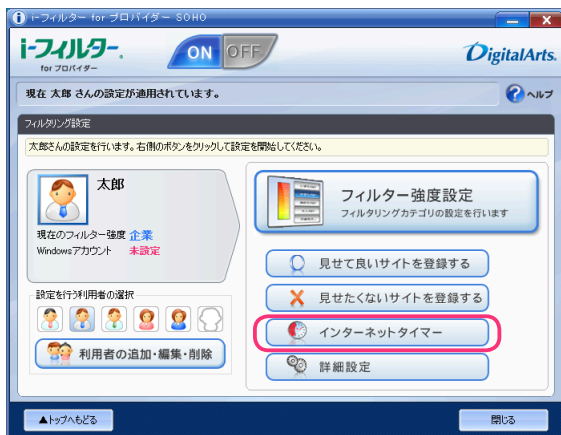 i-フィルター for プロバイダー SOHO
i-フィルター.
for プロバイダー
ON OFF
DigitalArts.
現在 太郎 さんの設定が適用されています。
ヘルプ
フィルタリング設定
太郎さんの設定を行います。右側のボタンをクリックして設定を開始してください。
太郎
現在のフィルター強度 企業
Windowsアカウント 未設定
設定を行う利用者の選択
利用者の追加・編集・削除
フィルター強度設定
フィルタリングカテゴリの設定を行います
見せて良いサイトを登録する
見せたくないサイトを登録する
インターネットタイマー
詳細設定
▲トップへもどる
閉じる